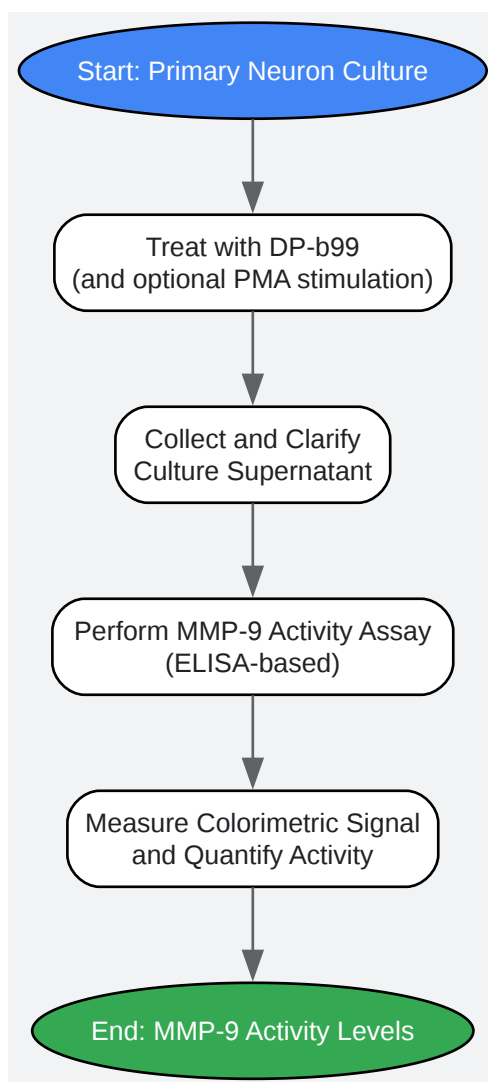 Start: Primary Neuron Culture
Treat with DP-b99
(and optional PMA stimulation)
Collect and Clarify
Culture Supernatant
Perform MMP-9 Activity Assay
(ELISA-based)
Measure Colorimetric Signal
and Quantify Activity
End: MMP-9 Activity Levels